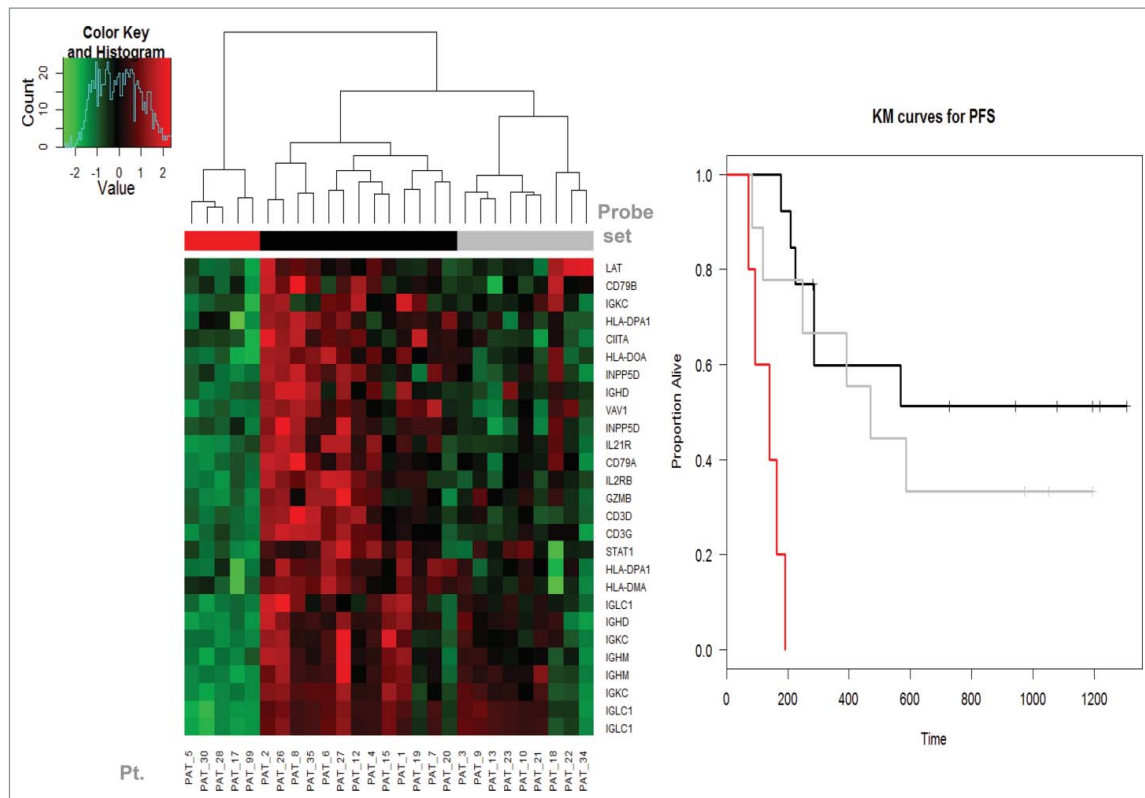 Color Key
and Histogram
Count
0 10 20
-2 -1 0 1 2
Value
Probe
set
LAT
CD79B
IGKC
HLA-DPA1
CIITA
HLA-DOA
INPP5D
IGHD
VAV1
INPP5D
IL21R
CD79A
IL2RB
GZMB
CD3D
CD3G
STAT1
HLA-DPA1
HLA-DMA
IGLC1
IGHD
IGKC
IGHM
IGHM
IGKC
IGLC1
IGLC1
Pt.
PAT_5
PAT_30
PAT_28
PAT_17
PAT_99
PAT_2
PAT_26
PAT_8
PAT_35
PAT_6
PAT_27
PAT_12
PAT_4
PAT_15
PAT_1
PAT_19
PAT_7
PAT_20
PAT_3
PAT_9
PAT_13
PAT_23
PAT_10
PAT_21
PAT_18
PAT_22
PAT_34
KM curves for PFS
Proportion Alive
1.0
0.8
0.6
0.4
0.2
0.0
0 200 400 600 800 1000 1200
Time